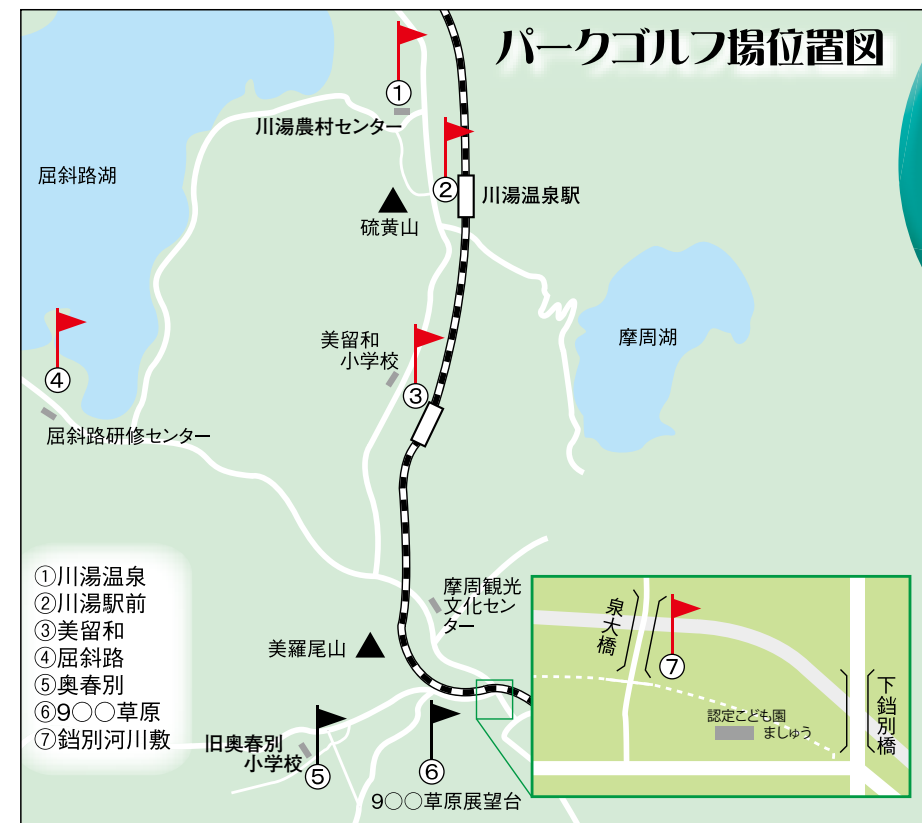 パークゴルフ場位置図
①
川湯農村センター
屈斜路湖
②
川湯温泉駅
硫黄山
摩周湖
美留和
小学校
③
④
屈斜路研修センター
①川湯温泉
②川湯駅前
③美留和
④屈斜路
⑤奥春別
⑥9〇〇草原
⑦鐺別河川敷
摩周観光
文化セン
ター
美羅尾山
旧奥春別
小学校
⑤
⑥
9〇〇草原展望台
泉大橋
⑦
認定こども園
ましゅう
下鐺別橋